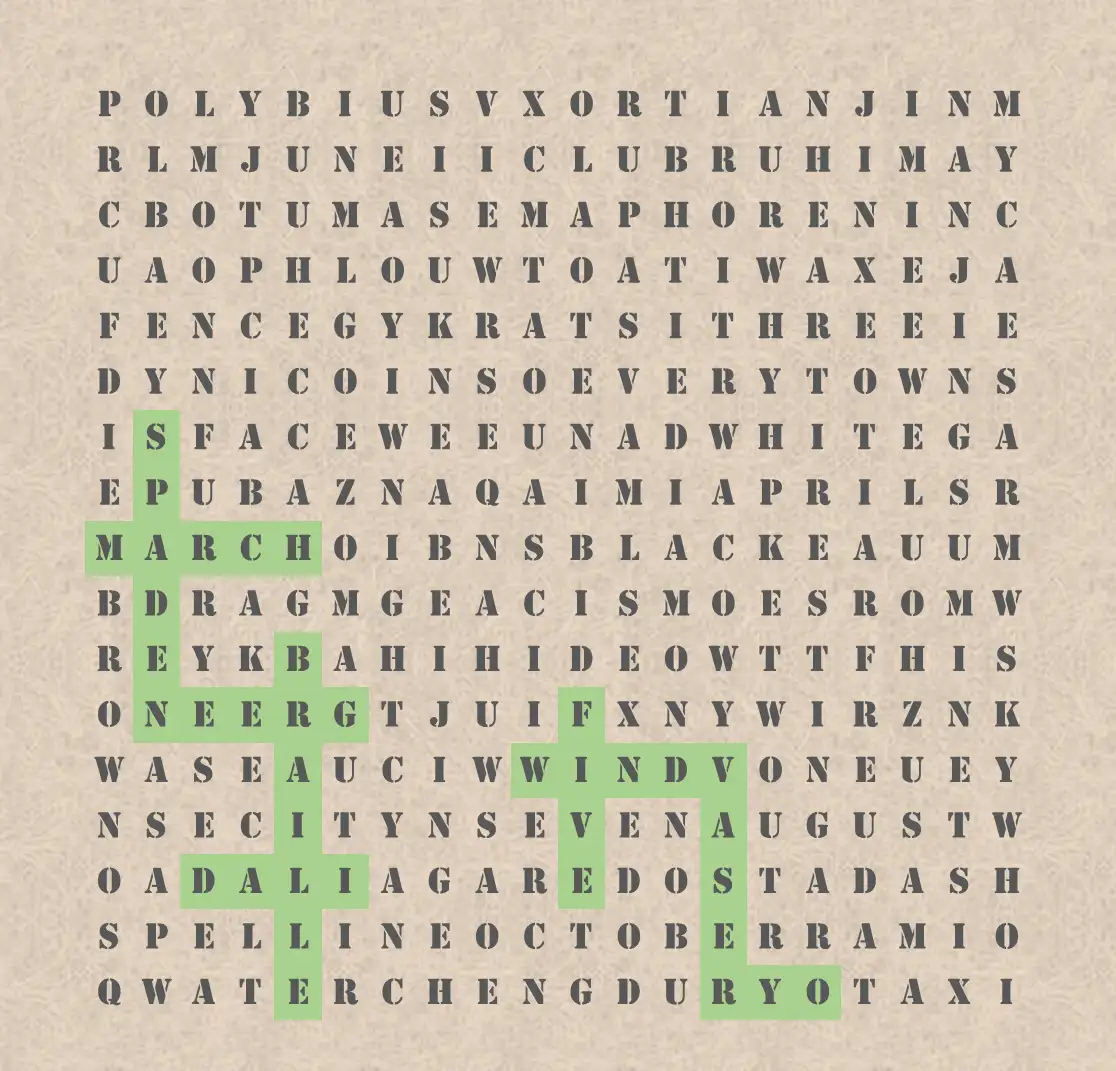 P O L Y B I U S V X O R T I A N J I N M
R L M J U N E I I C L U B R U H I M A Y
C B O T U M A S E M A P H O R E N I N C
U A O P H L O U W T O A T I W A X E J A
F E N C E G Y K R A T S I T H R E E I E
D Y N I C O I N S O E V E R Y T O W N S
I S F A C E W E E U N A D W H I T E G A
E P U B A Z N A Q A I M I A P R I L S R
M A R C H O I B N S B L A C K E A U U M
B D R A G M G E A C I S M O E S R O M W
R E Y K B A H I H I D E O W T T F H I S
O N E E R G T J U I F X N Y W I R Z N K
W A S E A U C I W W I N D V O N E U E Y
N S E C I T Y N S E V E N A U G U S T W
O A D A L I A G A R E D O S T A D A S H
S P E L L I N E O C T O B E R R A M I O
Q W A T E R C H E N G D U R Y O T A X I